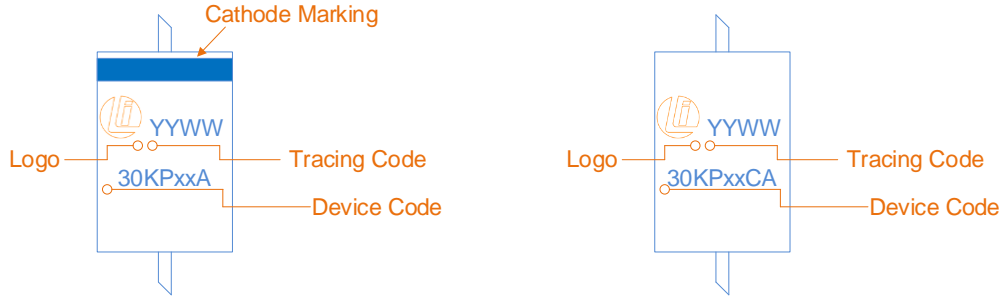 Cathode Marking
YYWW
Logo
Tracing Code
30KPxxA
Device Code
YYWW
Logo
Tracing Code
30KPxxCA
Device Code